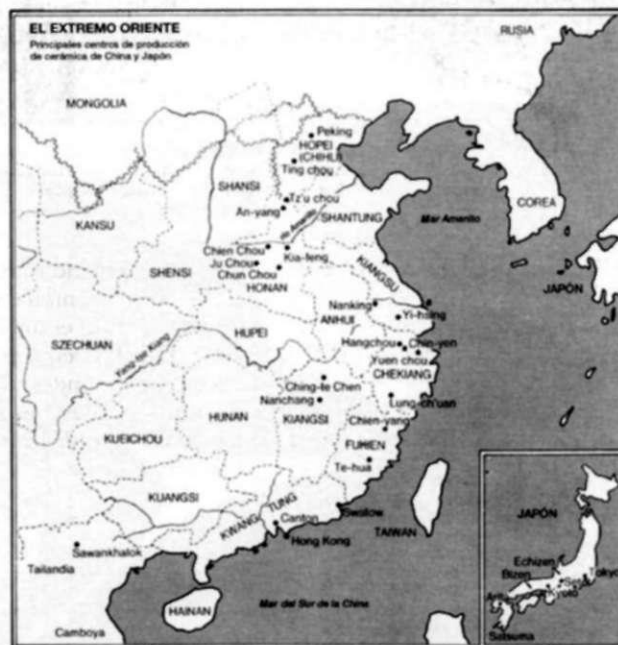 EL EXTREMO ORIENTE
Principales centros de producción
de cerámica de China y Japón
RUSIA
MONGOLIA
Peking
HOPEI
(CHIHLI)
Ting chou
SHANSI
Tz'u chou
An-yang
SHANTUNG
COREA
KANSU
Mar Amarillo
Chien Chou
Ju Chou
Kia-feng
Chun Chou
HONAN
SHENSI
KIANGSU
JAPÓN
Nanking
Yi-hsing
ANHUI
HUPEI
SZECHUAN
Yang-tse Kiang
Hangchou
Chin-yen
Yuen chou
CHEKIANG
Ching-te Chen
Nanchang
Lung-ch'uan
HUNAN
KIANGSI
Chien-yang
KUEICHOU
FUHIEN
Te-hua
KUANGSI
KWANG
TUNG
Swallow
Canton
TAIWAN
Hong Kong
Sawankhalok
Tailandia
HAINAN
Mar del Sur de la China
Camboya
JAPÓN
Echizen
Bizen
Tokyo
Kyoto
Satsuma